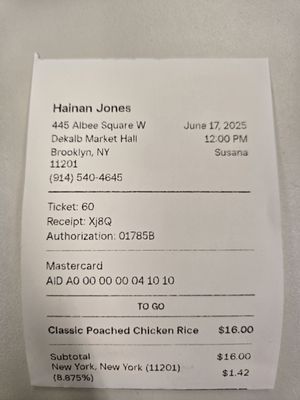 Hainan Jones
445 Albee Square W June 17, 2025
Dekalb Market Hall 12:00 PM
Brooklyn, NY Susana
11201
(914) 540-4645
Ticket: 60
Receipt: Xj8Q
Authorization: 01785B
Mastercard
AID A0 00 00 00 04 10 10
TO GO
Classic Poached Chicken Rice $16.00
Subtotal $16.00
New York, New York (11201) $1.42
(8.875%)